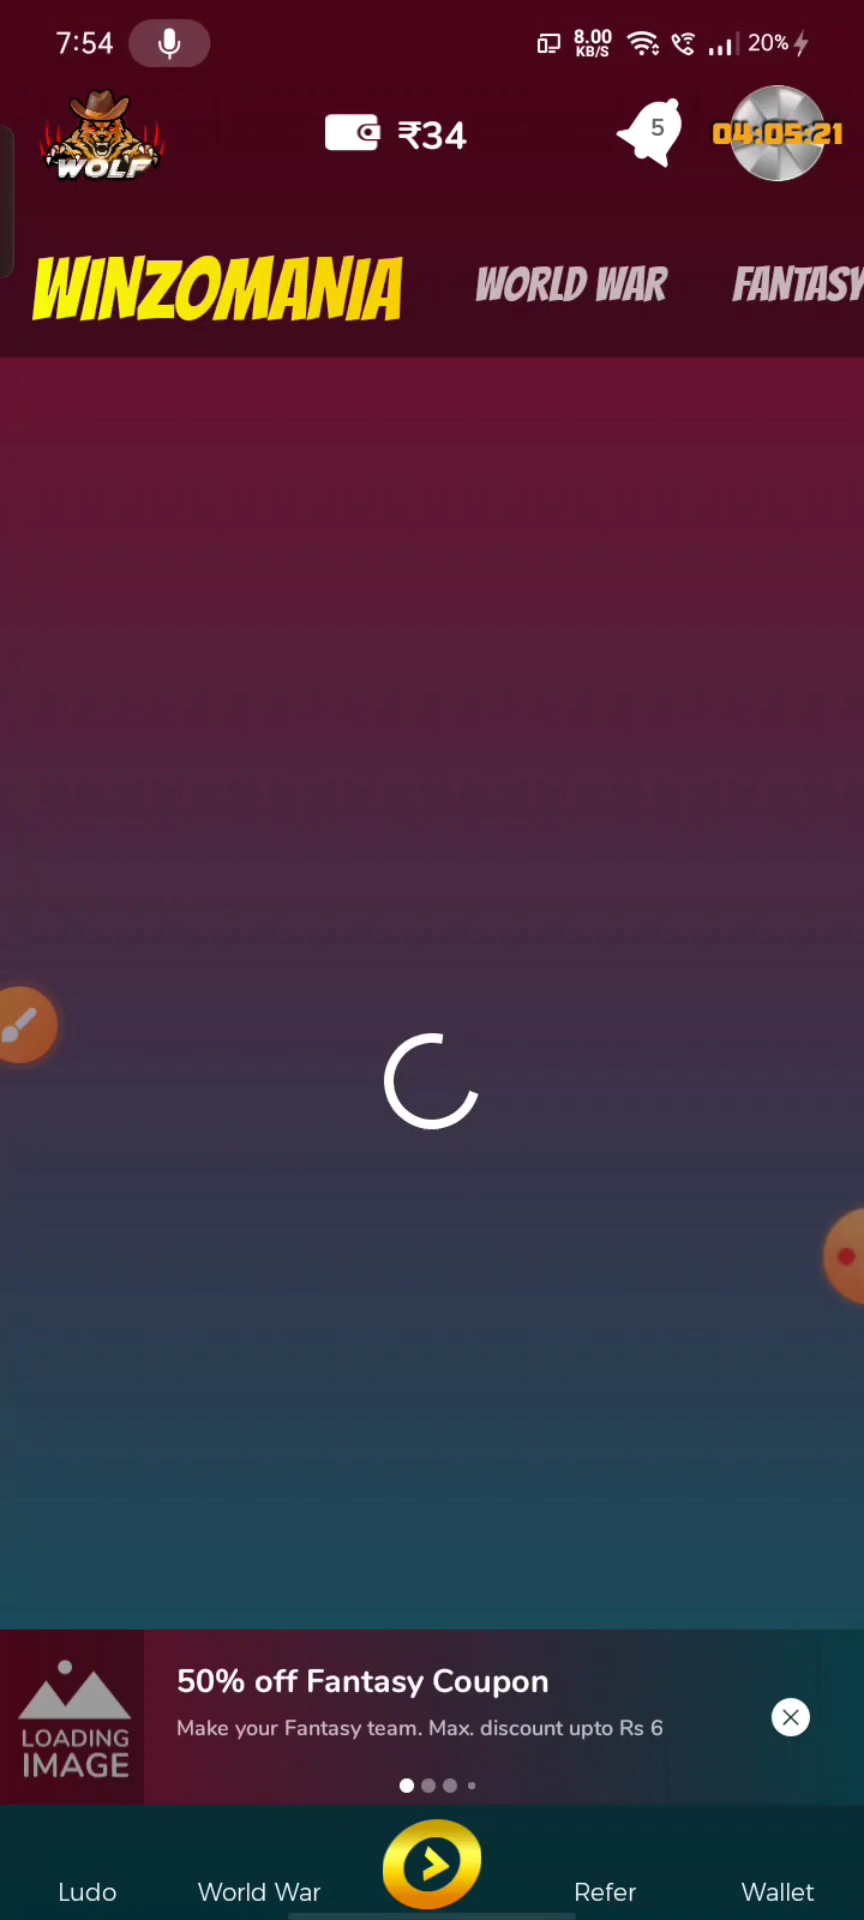 7:54
8.00
KB/S
20%
WOLF
₹34
5
04:05:21
WINZOMANIA
WORLD WAR
FANTASY
50% off Fantasy Coupon
Make your Fantasy team. Max. discount upto Rs 6
LOADING
IMAGE
Ludo
World War
Refer
Wallet